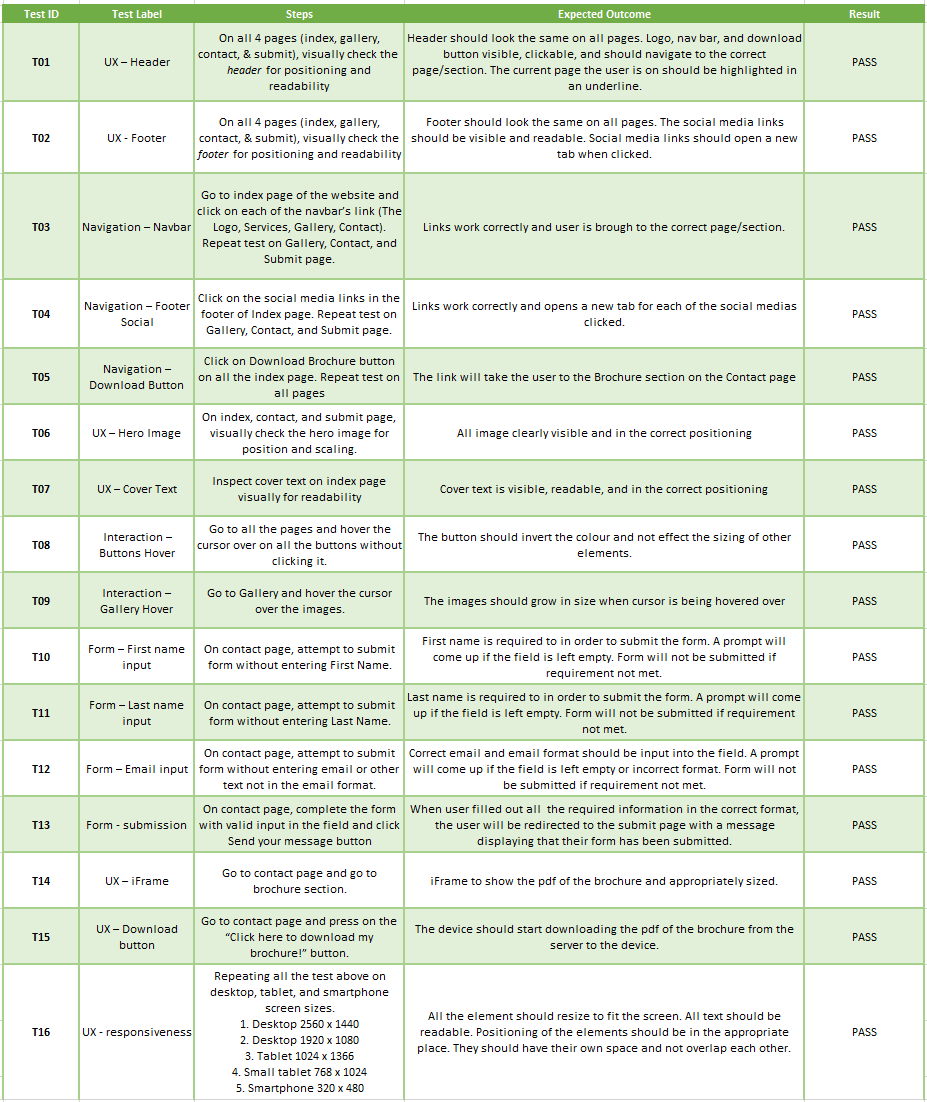 Test ID Test Label Steps Expected Outcome Result
T01
UX – Header
On all 4 pages (index, gallery,
contact, & submit), visually check the
header for positioning and
readability
Header should look the same on all pages. Logo, nav bar, and download
button visible, clickable, and should navigate to the correct
page/section. The current page the user is on should be highlighted in
an underline.
PASS
T02
UX - Footer
On all 4 pages (index, gallery,
contact, & submit), visually check the
footer for positioning and readability
Footer should look the same on all pages. The social media links
should be visible and readable. Social media links should open a new
tab when clicked.
PASS
T03
Navigation – Navbar
Go to index page of the website and
click on each of the navbar's link (The
Logo, Services, Gallery, Contact).
Repeat test on Gallery, Contact, and
Submit page.
Links work correctly and user is brough to the correct page/section.
PASS
T04
Navigation – Footer
Social
Click on the social media links in the
footer of Index page. Repeat test on
Gallery, Contact, and Submit page.
Links work correctly and opens a new tab for each of the social medias
clicked.
PASS
T05
Navigation –
Download Button
Click on Download Brochure button
on all the index page. Repeat test on
all pages
The link will take the user to the Brochure section on the Contact page
PASS
T06
UX – Hero Image
On index, contact, and submit page,
visually check the hero image for
position and scaling.
All image clearly visible and in the correct positioning
PASS
T07
UX – Cover Text
Inspect cover text on index page
visually for readability
Cover text is visible, readable, and in the correct positioning
PASS
T08
Interaction –
Buttons Hover
Go to all the pages and hover the
cursor over on all the buttons without
clicking it.
The button should invert the colour and not effect the sizing of other
elements.
PASS
T09
Interaction –
Gallery Hover
Go to Gallery and hover the cursor
over the images.
The images should grow in size when cursor is being hovered over
PASS
T10
Form – First name
input
On contact page, attempt to submit
form without entering First Name.
First name is required to in order to submit the form. A prompt will
come up if the field is left empty. Form will not be submitted if
requirement not met.
PASS
T11
Form – Last name
input
On contact page, attempt to submit
form without entering Last Name.
Last name is required to in order to submit the form. A prompt will come
up if the field is left empty. Form will not be submitted if requirement
not met.
PASS
T12
Form – Email input
On contact page, attempt to submit
form without entering email or other
text not in the email format.
Correct email and email format should be input into the field. A prompt
will come up if the field is left empty or incorrect format. Form will not
be submitted if requirement not met.
PASS
T13
Form - submission
On contact page, complete the form
with valid input in the field and click
Send your message button
When user filled out all the required information in the correct format,
the user will be redirected to the submit page with a message
displaying that their form has been submitted.
PASS
T14
UX – iFrame
Go to contact page and go to
brochure section.
iFrame to show the pdf of the brochure and appropriately sized.
PASS
T15
UX – Download
button
Go to contact page and press on the
“Click here to download my
brochure!” button.
The device should start downloading the pdf of the brochure from the
server to the device.
PASS
T16
UX - responsiveness
Repeating all the test above on
desktop, tablet, and smartphone
screen sizes.
1. Desktop 2560 x 1440
2. Desktop 1920 x 1080
3. Tablet 1024 x 1366
4. Small tablet 768 x 1024
5. Smartphone 320 x 480
All the element should resize to fit the screen. All text should be
readable. Positioning of the elements should be in the appropriate
place. They should have their own space and not overlap each other.
PASS